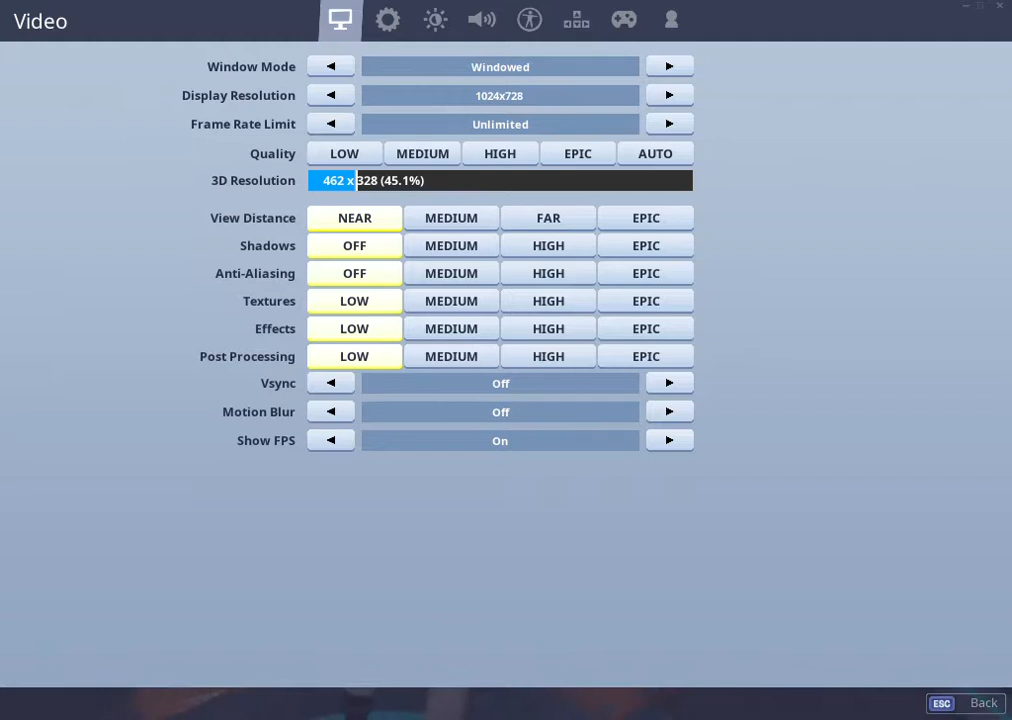 Video
Window Mode Windowed
Display Resolution 1024x728
Frame Rate Limit Unlimited
Quality LOW MEDIUM HIGH EPIC AUTO
3D Resolution 462 x 328 (45.1%)
View Distance NEAR MEDIUM FAR EPIC
Shadows OFF MEDIUM HIGH EPIC
Anti-Aliasing OFF MEDIUM HIGH EPIC
Textures LOW MEDIUM HIGH EPIC
Effects LOW MEDIUM HIGH EPIC
Post Processing LOW MEDIUM HIGH EPIC
Vsync Off
Motion Blur Off
Show FPS On
ESC Back